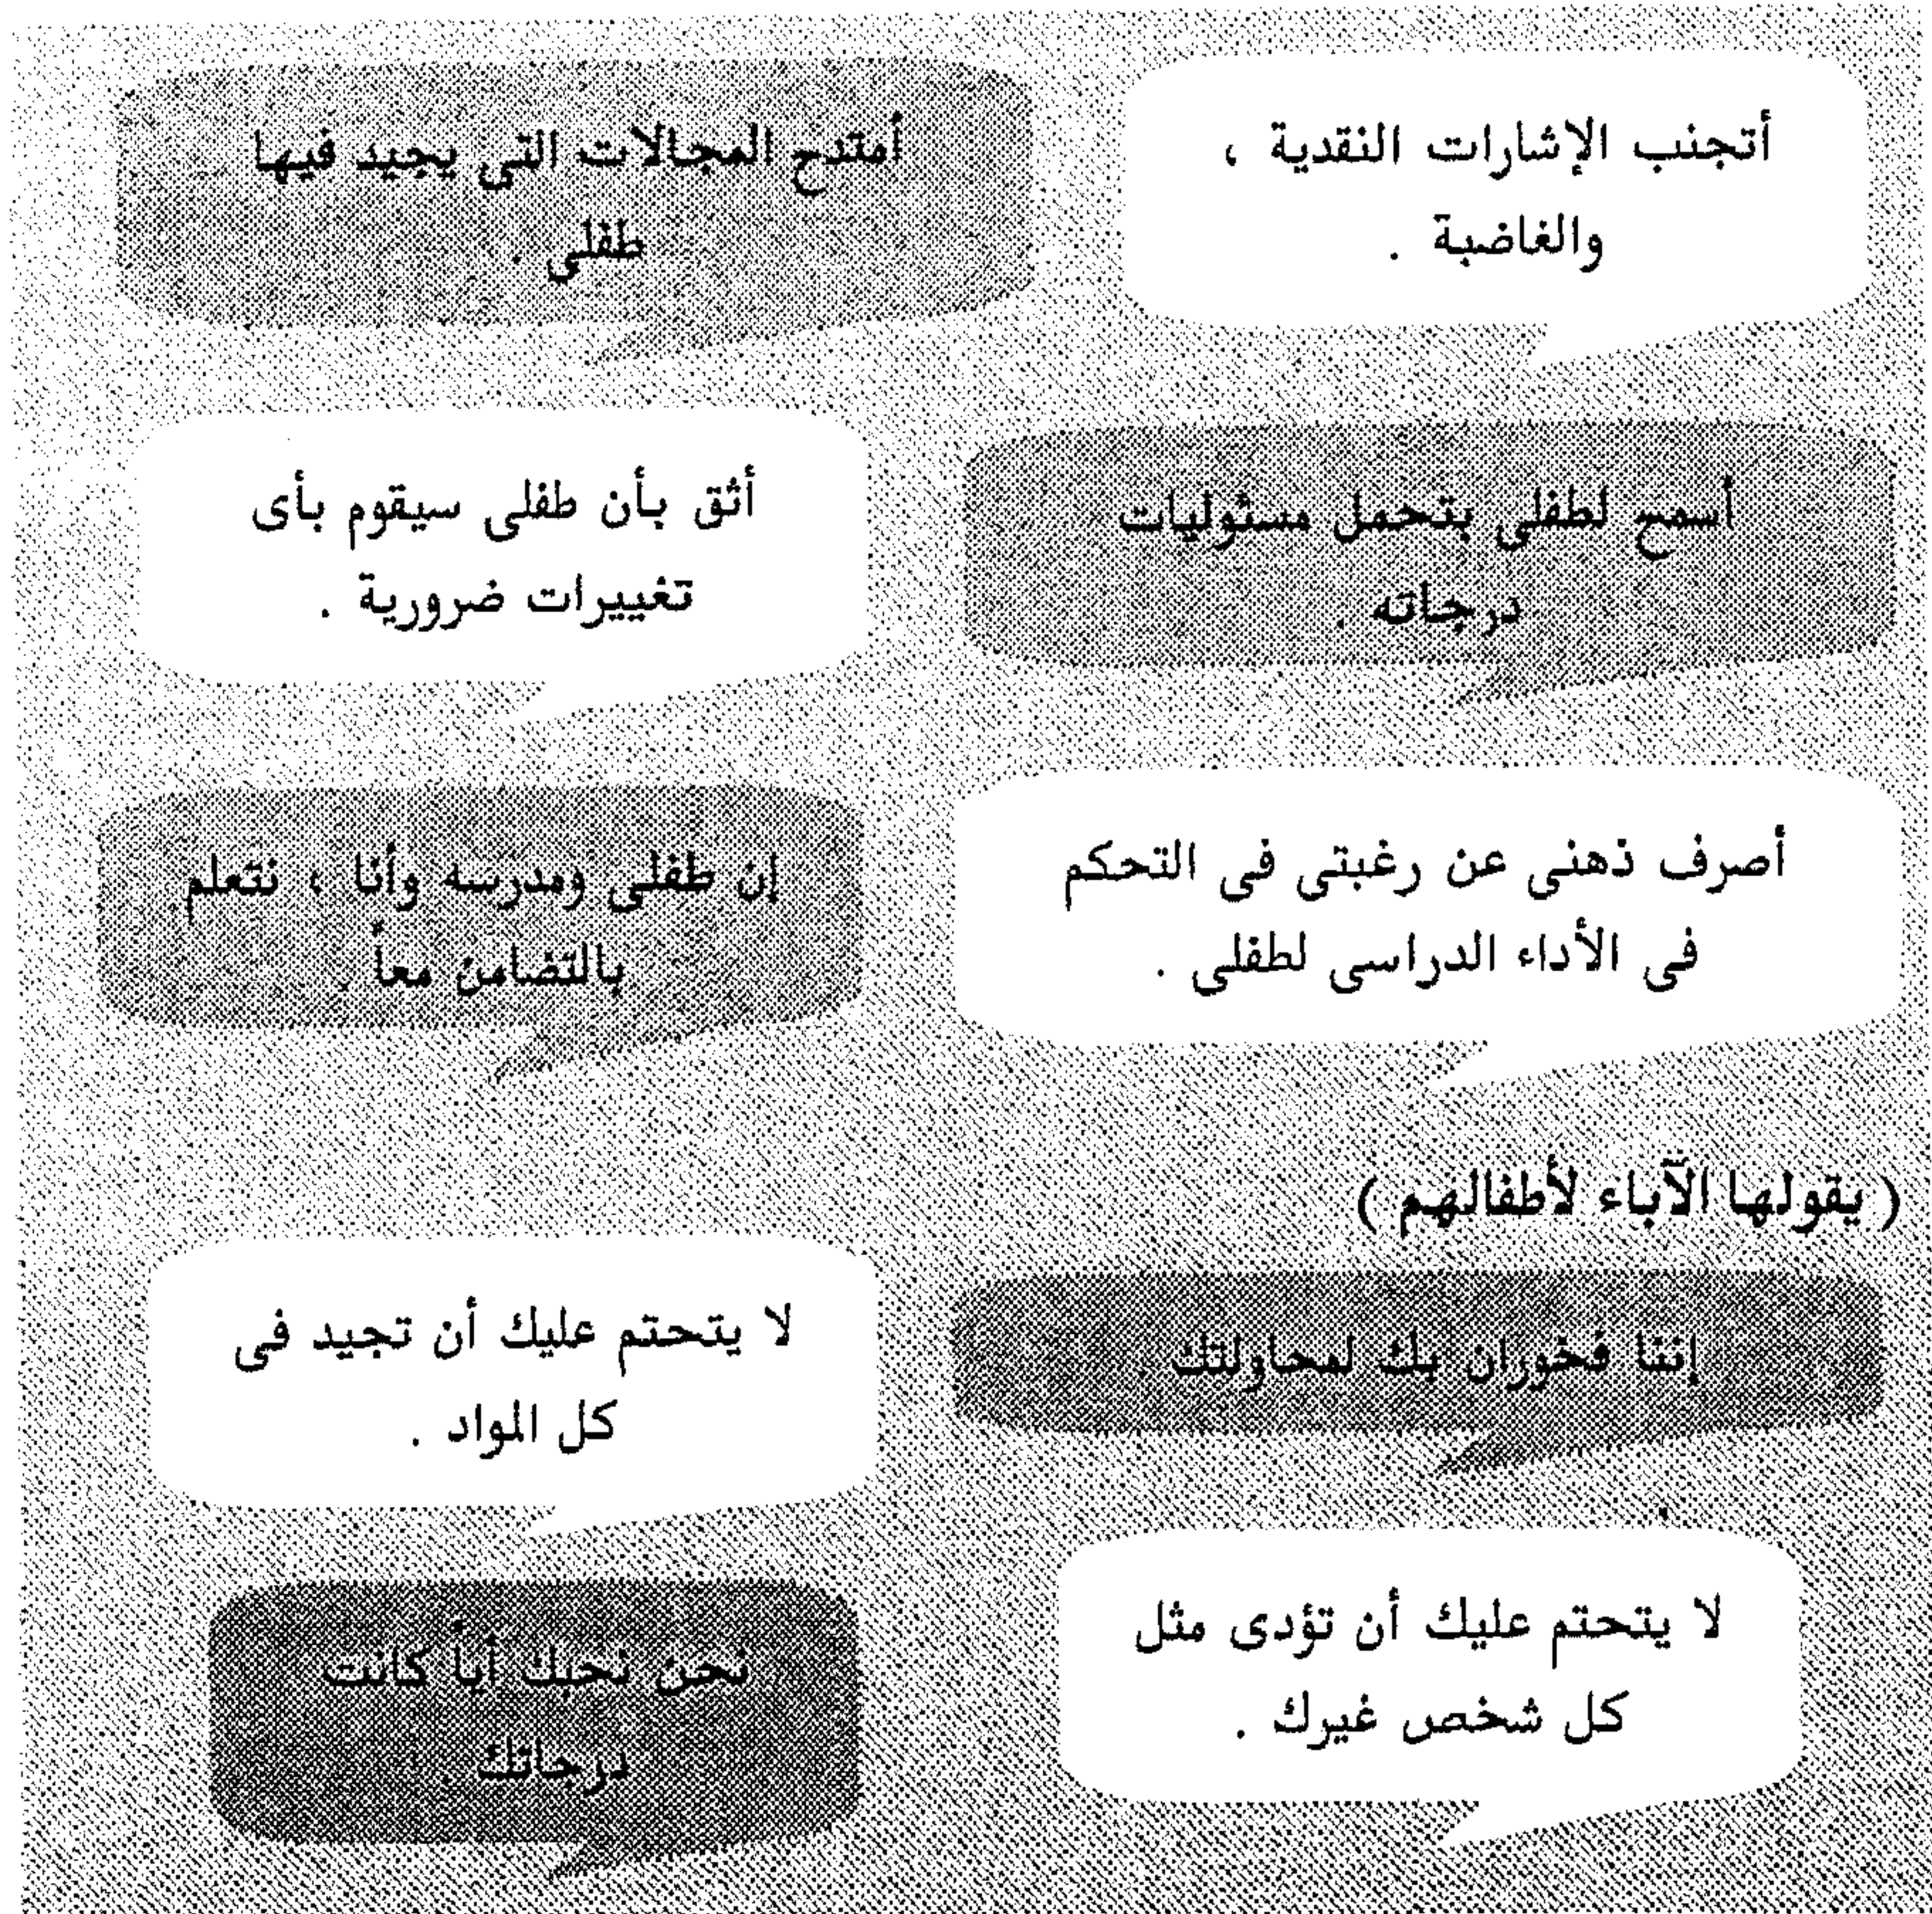 أتجنب الإشارات النقدية ،
والغاضبة .
أمتدح المجالات التى يجيد فيها
طفلى .
أسمح لطفلى بتحمل مسئوليات
درجاته .
أثق بأن طفلى سيقوم بأى
تغييرات ضرورية .
أصرف ذهنى عن رغبتى فى التحكم
فى الأداء الدراسى لطفلى .
إن طفلى ومدرسه وأنا ، نتعلم
بالتضامن معاً .
( يقولها الآباء لأطفالهم )
إننا فخوران بك لمحاولتك .
لا يتحتم عليك أن تجيد فى
كل المواد .
لا يتحتم عليك أن تؤدى مثل
كل شخص غيرك .
نحن نحبك أياً كانت
درجاتك .